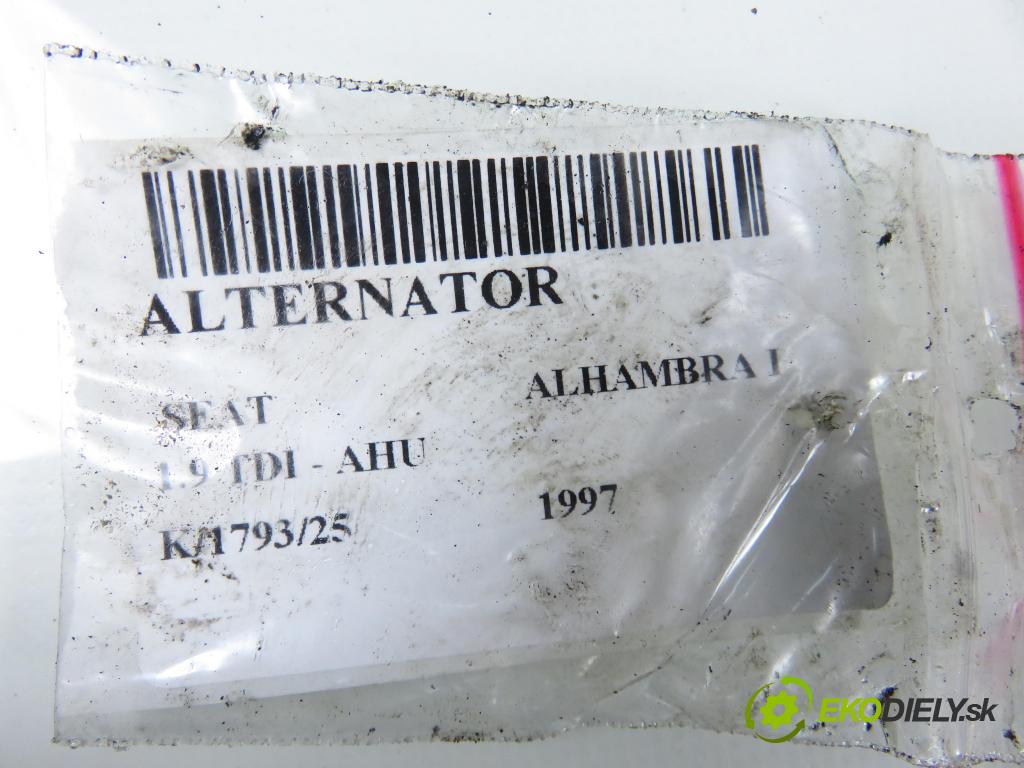 ALTERNATOR
SEAT ALHAMBRA I
1.9 TDI - AHU
K/1793/25 1997
EKODIELY.sk